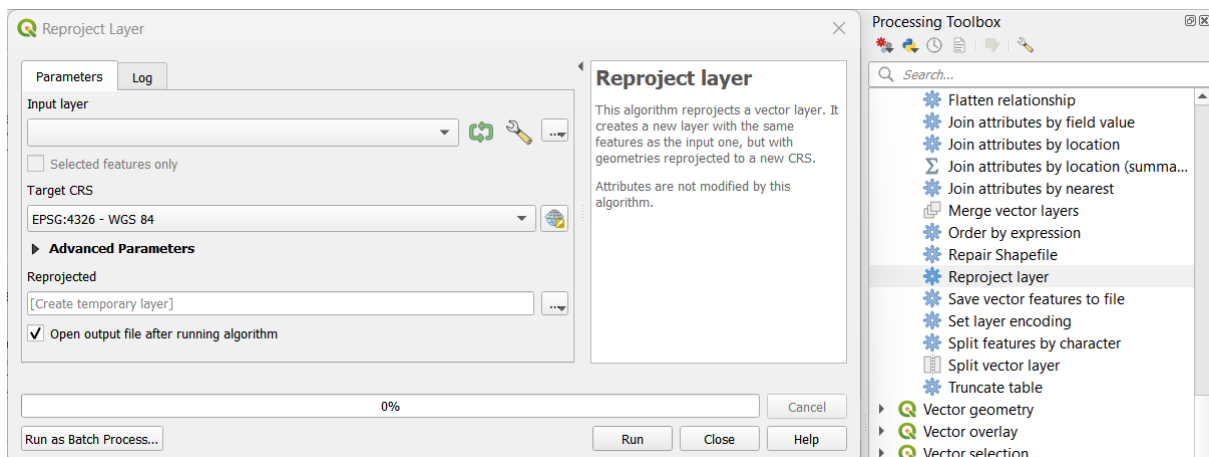 Reproject Layer
Parameters
Log
Input layer
...
Selected features only
Target CRS
EPSG:4326 - WGS 84
Advanced Parameters
Reprojected
[Create temporary layer]
...
Open output file after running algorithm
Reproject layer
This algorithm reprojects a vector layer. It
creates a new layer with the same
features as the input one, but with
geometries reprojected to a new CRS.
Attributes are not modified by this
algorithm.
0%
Cancel
Run as Batch Process...
Run
Close
Help
Processing Toolbox
Search...
Flatten relationship
Join attributes by field value
Join attributes by location
Join attributes by location (summa...
Join attributes by nearest
Merge vector layers
Order by expression
Repair Shapefile
Reproject layer
Save vector features to file
Set layer encoding
Split features by character
Split vector layer
Truncate table
Vector geometry
Vector overlay
Vector selection